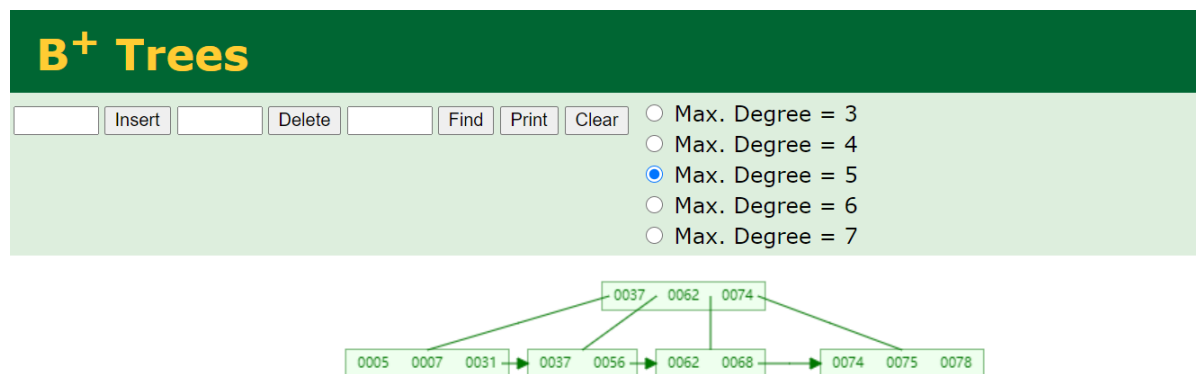 B+ Trees
Insert Delete Find Print Clear
Max. Degree = 3
Max. Degree = 4
Max. Degree = 5
Max. Degree = 6
Max. Degree = 7
0037 0062 0074
0005 0007 0031 0037 0056 0062 0068 0074 0075 0078